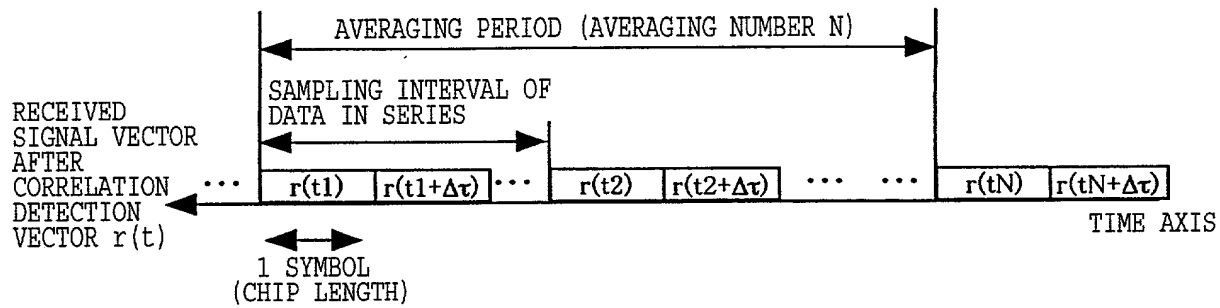 AVERAGING PERIOD (AVERAGING NUMBER N)
SAMPLING INTERVAL OF
DATA IN SERIES
RECEIVED
SIGNAL VECTOR
AFTER
CORRELATION
DETECTION
VECTOR r(t)
... r(t1) r(t1+Δτ) ... r(t2) r(t2+Δτ) ... ... r(tN) r(tN+Δτ)
TIME AXIS
1 SYMBOL
(CHIP LENGTH)